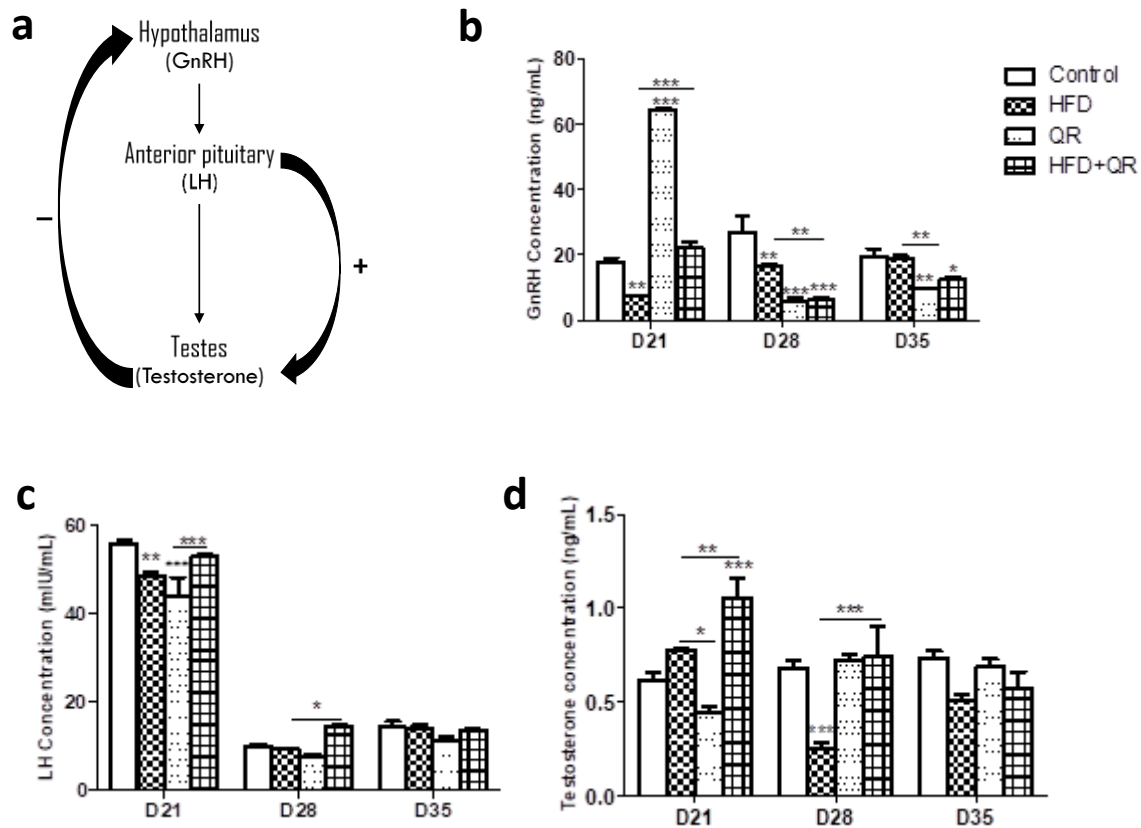 a
Hypothalamus
(GnRH)
Anterior pituitary
(LH)
–
+
Testes
(Testosterone)
b
GnRH Concentration (ng/mL)
80
60
40
20
0
***
***
**
**
**
***
***
**
**
*
D21
D28
D35
Control
HFD
QR
HFD+QR
c
LH Concentration (mIU/mL)
60
40
20
0
**
***
***
*
D21
D28
D35
d
Testosterone concentration (ng/mL)
1.5
1.0
0.5
0.0
**
***
*
***
***
D21
D28
D35